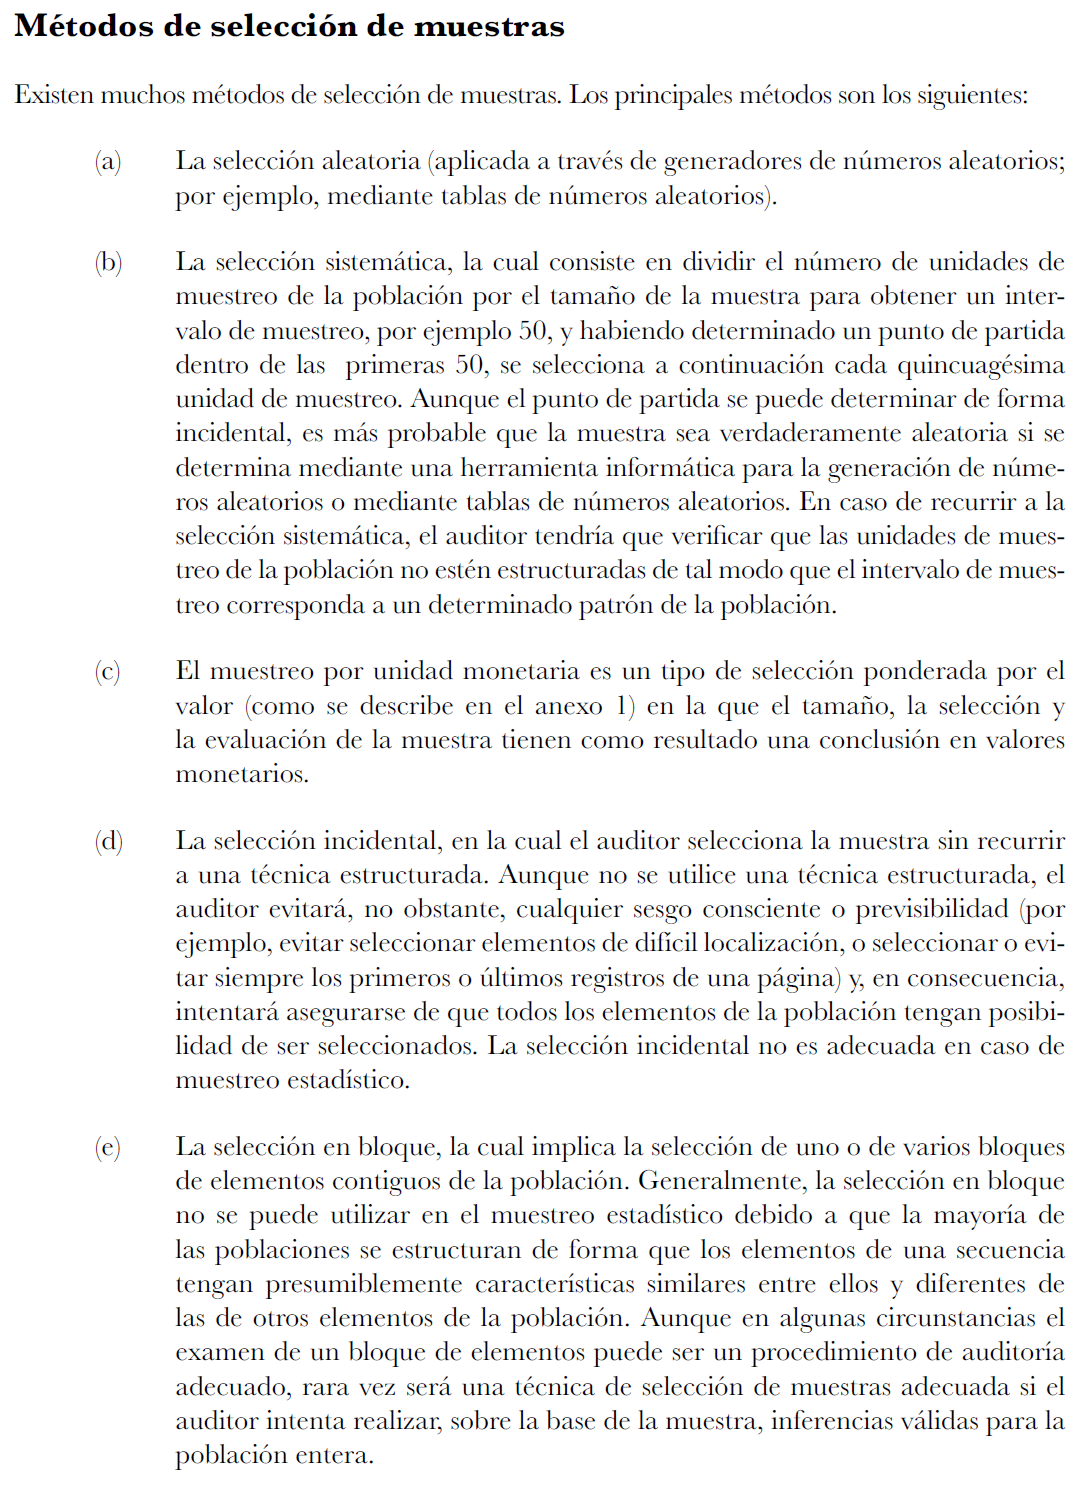 Métodos de selección de muestras
Existen muchos métodos de selección de muestras. Los principales métodos son los siguientes:
(a) La selección aleatoria (aplicada a través de generadores de números aleatorios;
por ejemplo, mediante tablas de números aleatorios).
(b) La selección sistemática, la cual consiste en dividir el número de unidades de
muestreo de la población por el tamaño de la muestra para obtener un inter-
valo de muestreo, por ejemplo 50, y habiendo determinado un punto de partida
dentro de las primeras 50, se selecciona a continuación cada quincuagésima
unidad de muestreo. Aunque el punto de partida se puede determinar de forma
incidental, es más probable que la muestra sea verdaderamente aleatoria si se
determina mediante una herramienta informática para la generación de núme-
ros aleatorios o mediante tablas de números aleatorios. En caso de recurrir a la
selección sistemática, el auditor tendría que verificar que las unidades de mues-
treo de la población no estén estructuradas de tal modo que el intervalo de mues-
treo corresponda a un determinado patrón de la población.
(c) El muestreo por unidad monetaria es un tipo de selección ponderada por el
valor (como se describe en el anexo 1) en la que el tamaño, la selección y
la evaluación de la muestra tienen como resultado una conclusión en valores
monetarios.
(d) La selección incidental, en la cual el auditor selecciona la muestra sin recurrir
a una técnica estructurada. Aunque no se utilice una técnica estructurada, el
auditor evitará, no obstante, cualquier sesgo consciente o previsibilidad (por
ejemplo, evitar seleccionar elementos de difícil localización, o seleccionar o evi-
tar siempre los primeros o últimos registros de una página) y, en consecuencia,
intentará asegurarse de que todos los elementos de la población tengan posibi-
lidad de ser seleccionados. La selección incidental no es adecuada en caso de
muestreo estadístico.
(e) La selección en bloque, la cual implica la selección de uno o de varios bloques
de elementos contiguos de la población. Generalmente, la selección en bloque
no se puede utilizar en el muestreo estadístico debido a que la mayoría de
las poblaciones se estructuran de forma que los elementos de una secuencia
tengan presumiblemente características similares entre ellos y diferentes de
las de otros elementos de la población. Aunque en algunas circunstancias el
examen de un bloque de elementos puede ser un procedimiento de auditoría
adecuado, rara vez será una técnica de selección de muestras adecuada si el
auditor intenta realizar, sobre la base de la muestra, inferencias válidas para la
población entera.